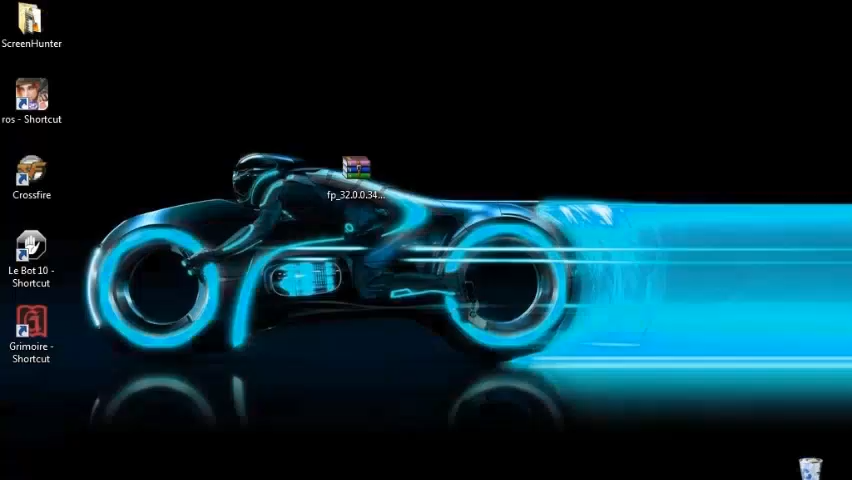 ScreenHunter
ros - Shortcut
Crossfire
Le Bot 10 -
Shortcut
Grimoire -
Shortcut
fp_32.0.0.34...